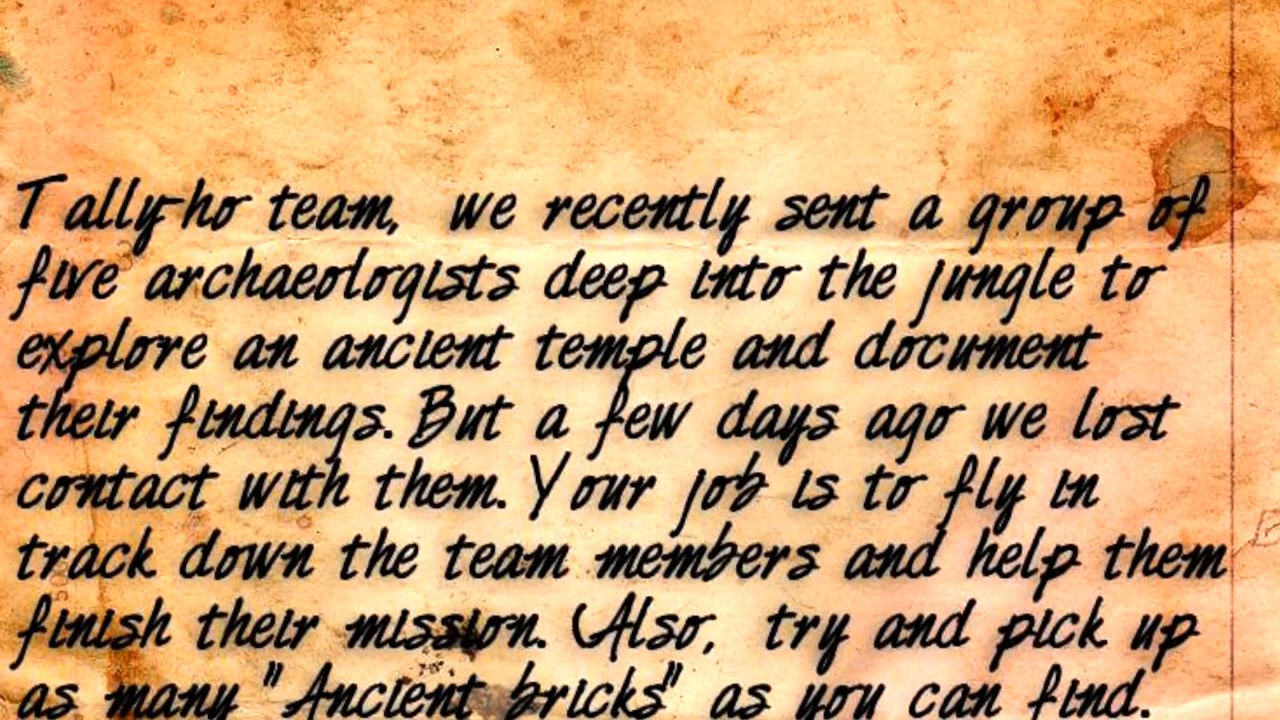 Tally-ho team, we recently sent a group of
five archaeologists deep into the jungle to
explore an ancient temple and document
their findings. But a few days ago we lost
contact with them. Your job is to fly in
track down the team members and help them
finish their mission. Also, try and pick up
as many "Ancient bricks" as you can find.